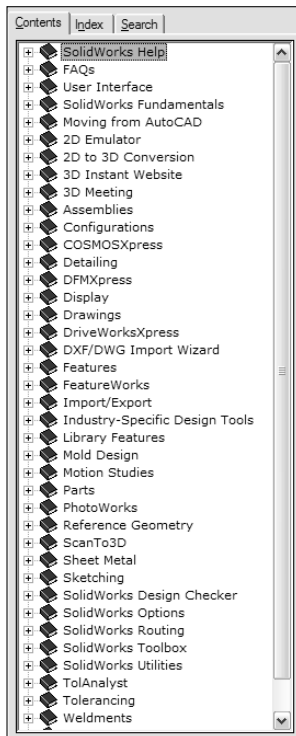 Contents Index Search
SolidWorks Help
FAQs
User Interface
SolidWorks Fundamentals
Moving from AutoCAD
2D Emulator
2D to 3D Conversion
3D Instant Website
3D Meeting
Assemblies
Configurations
COSMOSXpress
Detailing
DFMXpress
Display
Drawings
DriveWorksXpress
DXF/DWG Import Wizard
Features
FeatureWorks
Import/Export
Industry-Specific Design Tools
Library Features
Mold Design
Motion Studies
Parts
PhotoWorks
Reference Geometry
ScanTo3D
Sheet Metal
Sketching
SolidWorks Design Checker
SolidWorks Options
SolidWorks Routing
SolidWorks Toolbox
SolidWorks Utilities
TolAnalyst
Tolerancing
Weldments